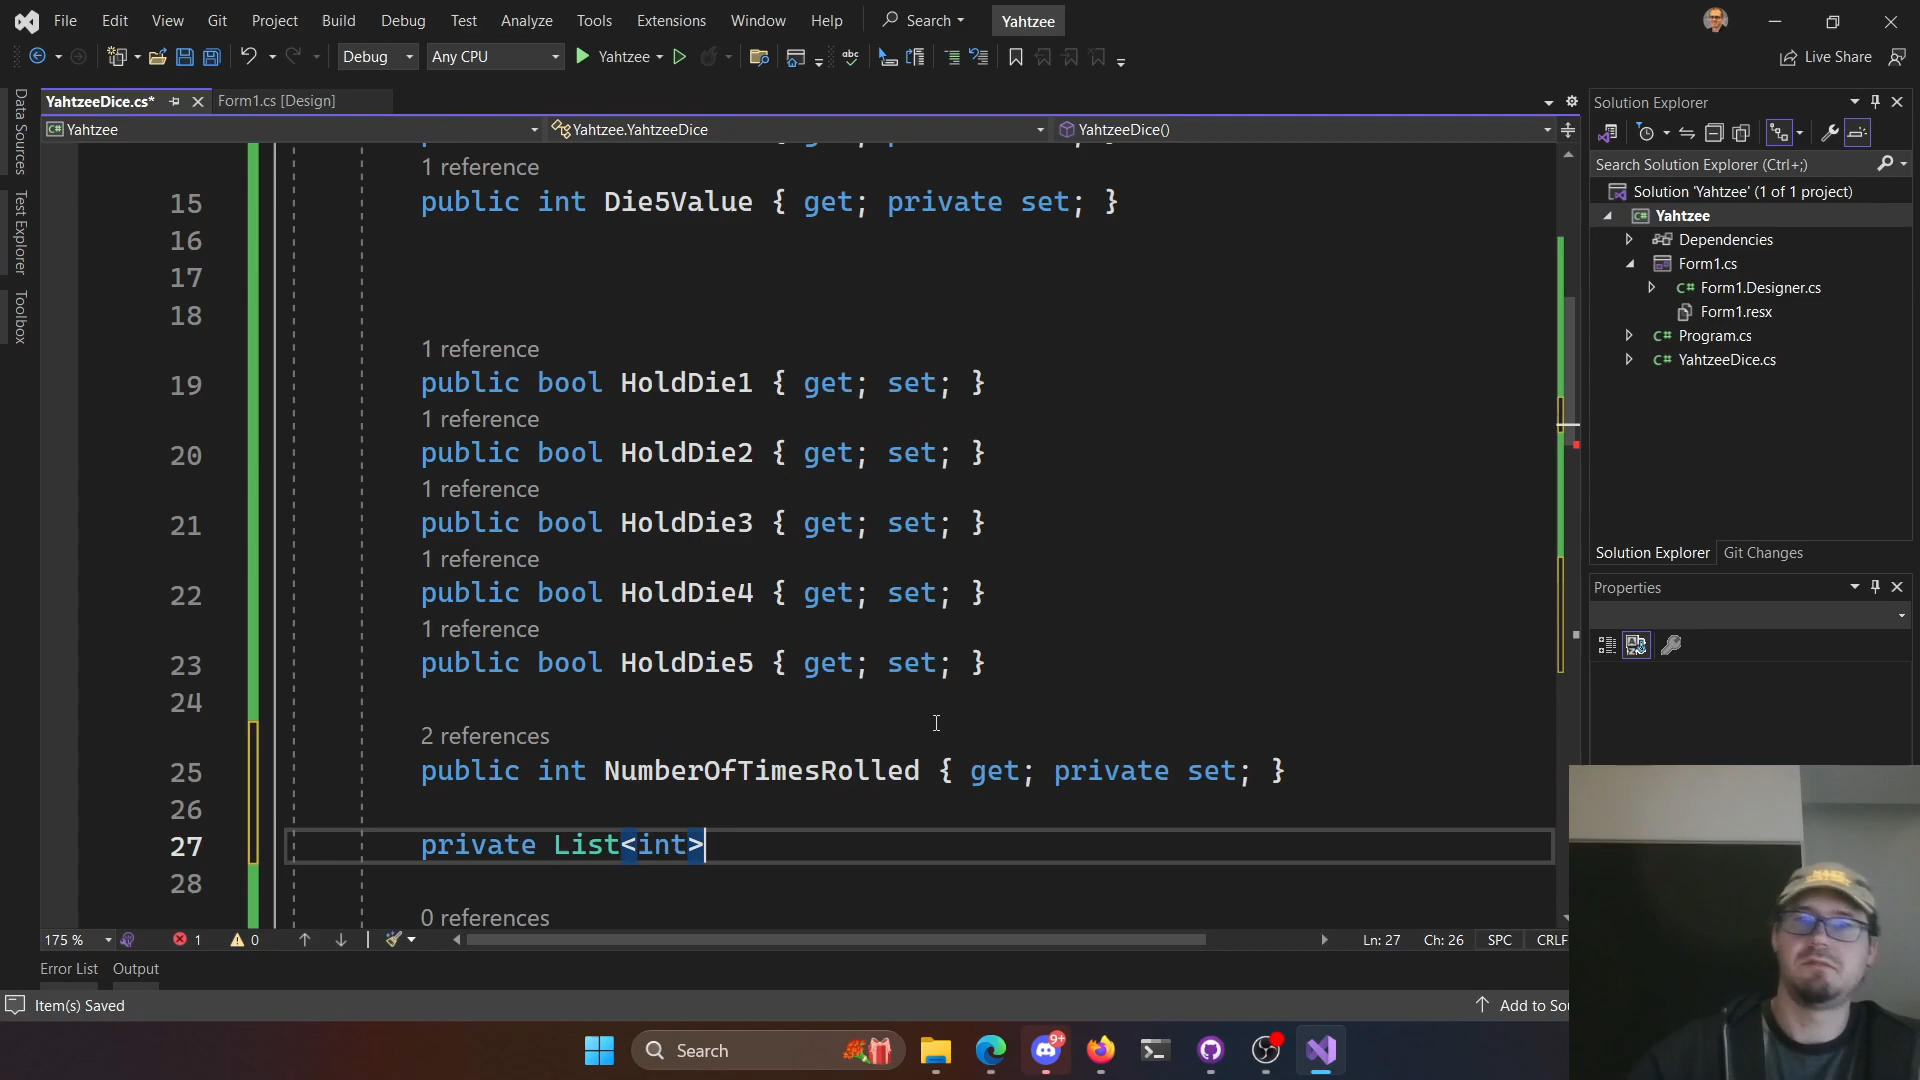 File Edit View Git Project Build Debug Test Analyze Tools Extensions Window Help Search Yahtzee
Debug Any CPU Yahtzee abc Live Share
YahtzeeDice.cs* Form1.cs [Design]
C# Yahtzee Yahtzee.YahtzeeDice YahtzeeDice()
Data Sources
Test Explorer
Toolbox
1 reference
15 public int Die5Value { get; private set; }
16
17
18
1 reference
19 public bool HoldDie1 { get; set; }
1 reference
20 public bool HoldDie2 { get; set; }
1 reference
21 public bool HoldDie3 { get; set; }
1 reference
22 public bool HoldDie4 { get; set; }
1 reference
23 public bool HoldDie5 { get; set; }
24
2 references
25 public int NumberOfTimesRolled { get; private set; }
26
27 private List<int>
28
0 references
175 % 1 0 Ln: 27 Ch: 26 SPC CRLF
Error List Output
Item(s) Saved Add to Sou
Solution Explorer
Search Solution Explorer (Ctrl+;)
Solution 'Yahtzee' (1 of 1 project)
C# Yahtzee
Dependencies
Form1.cs
C# Form1.Designer.cs
Form1.resx
C# Program.cs
C# YahtzeeDice.cs
Solution Explorer Git Changes
Properties
Search 9+